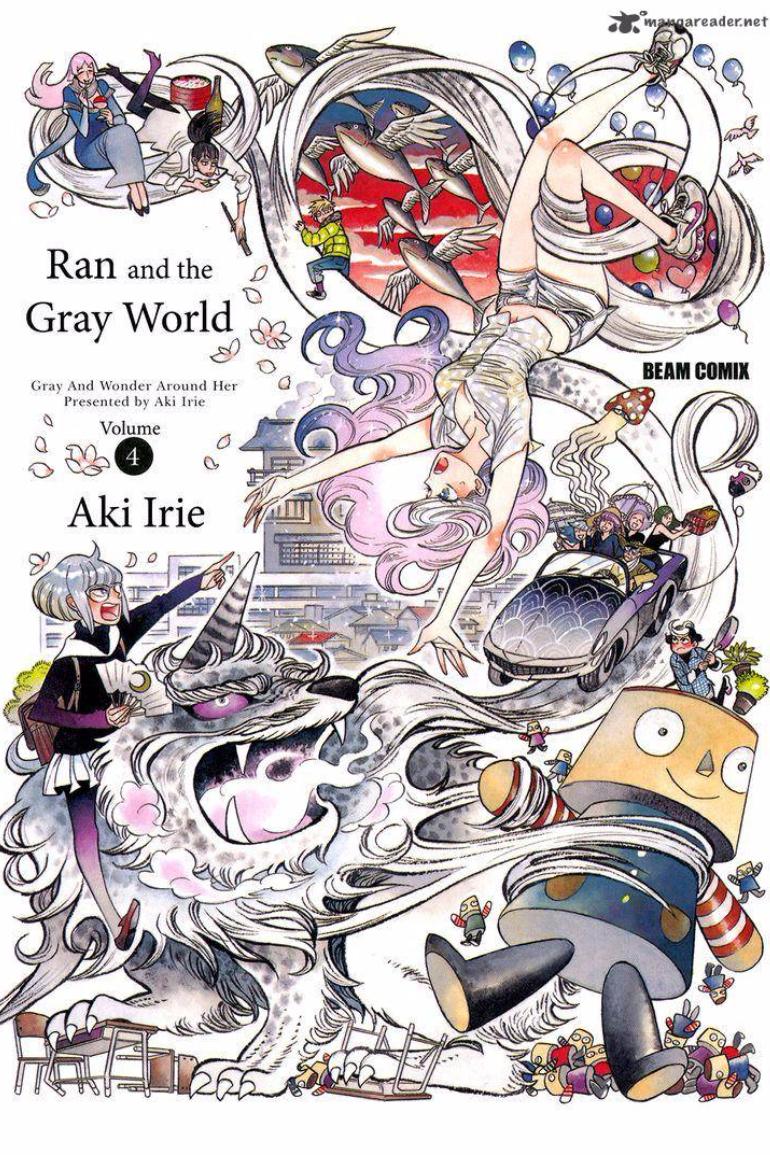 mangareader.net
Ran and the
Gray World
Gray And Wonder Around Her
Presented by Aki Irie
Volume
4
Aki Irie
BEAM COMIX